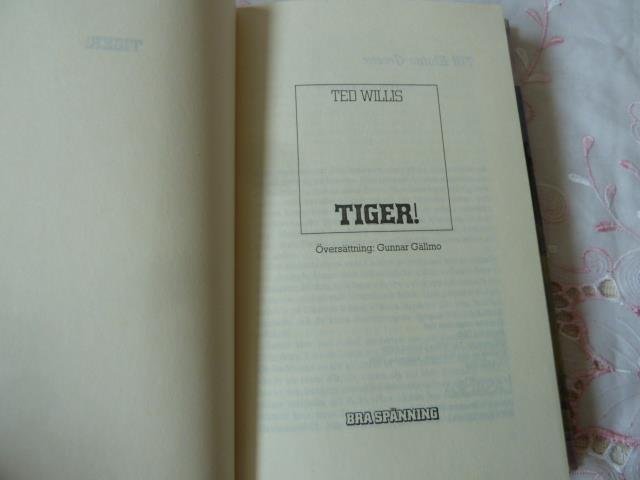 TED WILLIS
TIGER!
Översättning: Gunnar Gällmo
BRA SPÄNNING